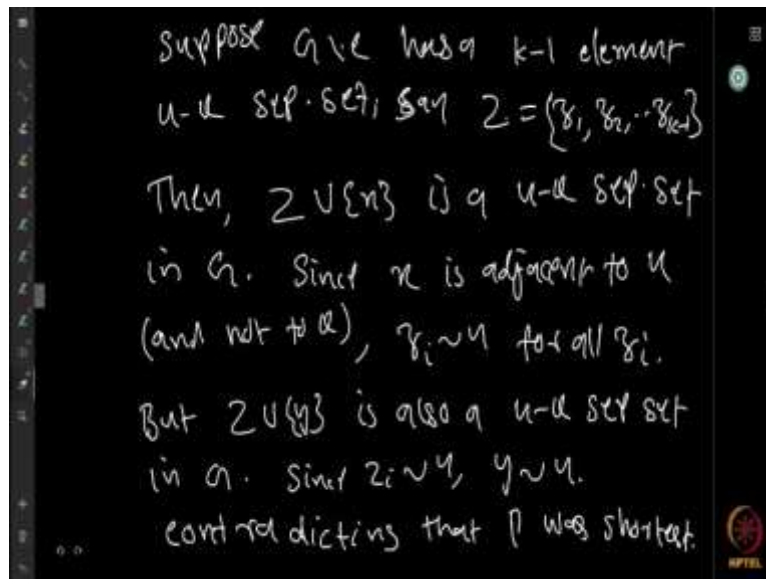 Suppose G\e has a k-1 element
u-v sep. set, say Z = {z₁, z₂, .. zₖ₋₁}
Then, Z ∪ {x} is a u-v sep. set
in G. Since x is adjacent to u
(and not to v), zᵢ ~ u for all zᵢ.
But Z ∪ {y} is also a u-v sep set
in G. Since zᵢ ~ u, y ~ u.
contradicting that P was shortest.
NPTEL